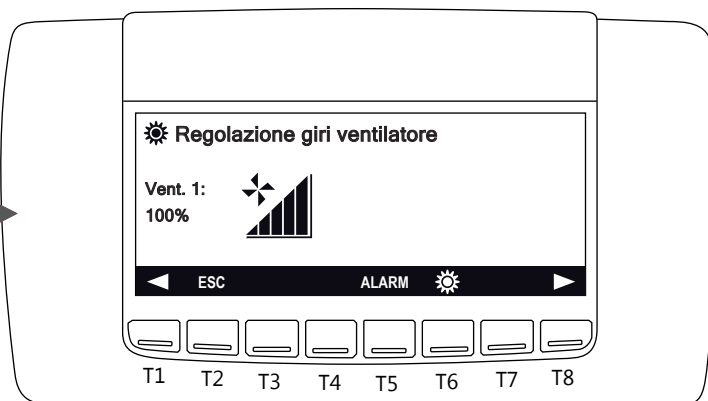 Regolazione giri ventilatore
Vent. 1:
100%
ESC ALARM
T1 T2 T3 T4 T5 T6 T7 T8